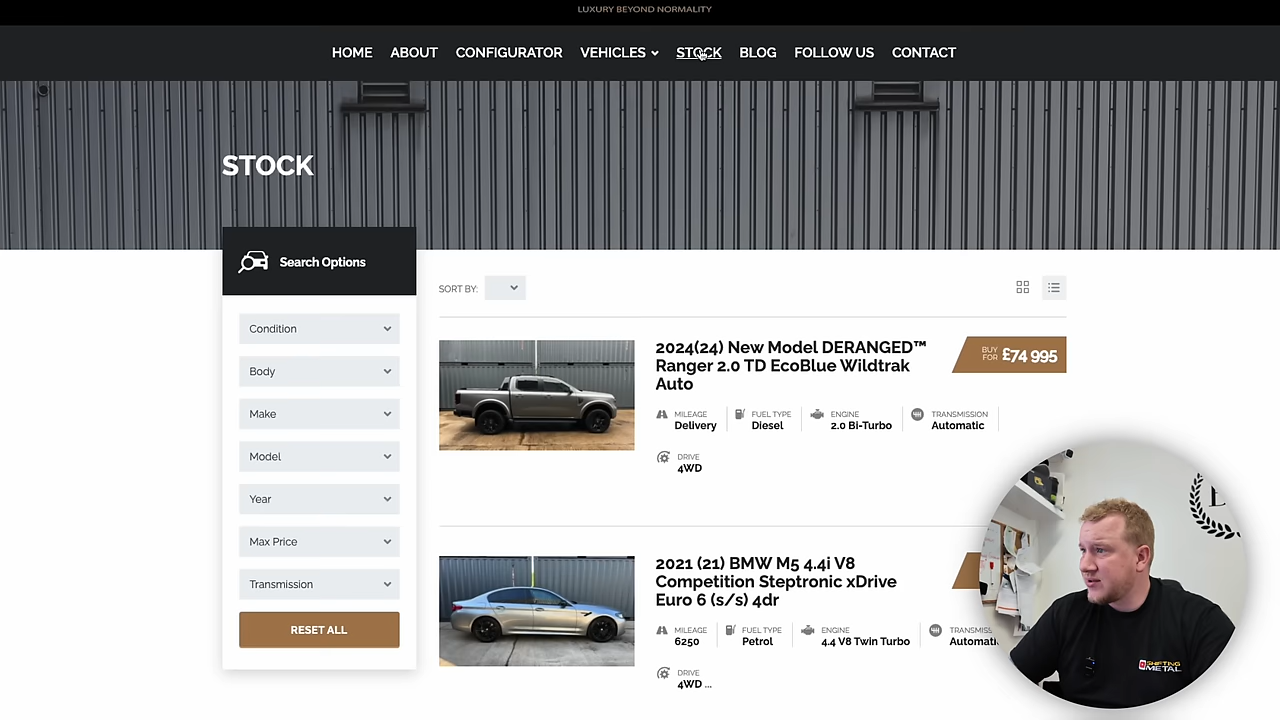 LUXURY BEYOND NORMALITY
HOME ABOUT CONFIGURATOR VEHICLES STOCK BLOG FOLLOW US CONTACT
STOCK
Search Options
Condition
Body
Make
Model
Year
Max Price
Transmission
RESET ALL
SORT BY:
2024(24) New Model DERANGED™
Ranger 2.0 TD EcoBlue Wildtrak
Auto
BUY FOR £74 995
MILEAGE FUEL TYPE ENGINE TRANSMISSION
Delivery Diesel 2.0 Bi-Turbo Automatic
DRIVE
4WD
2021 (21) BMW M5 4.4i V8
Competition Steptronic xDrive
Euro 6 (s/s) 4dr
MILEAGE FUEL TYPE ENGINE TRANSMISS
6250 Petrol 4.4 V8 Twin Turbo Automati
DRIVE
4WD ...
SHIFTING
METAL